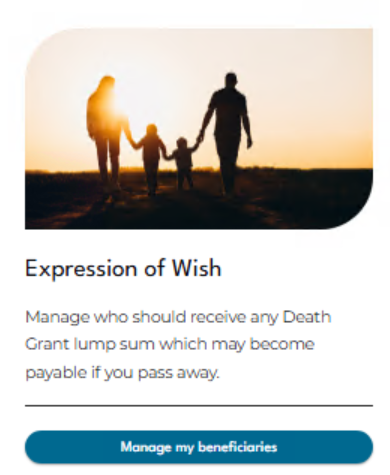 Expression of Wish
Manage who should receive any Death
Grant lump sum which may become
payable if you pass away.
Manage my beneficiaries